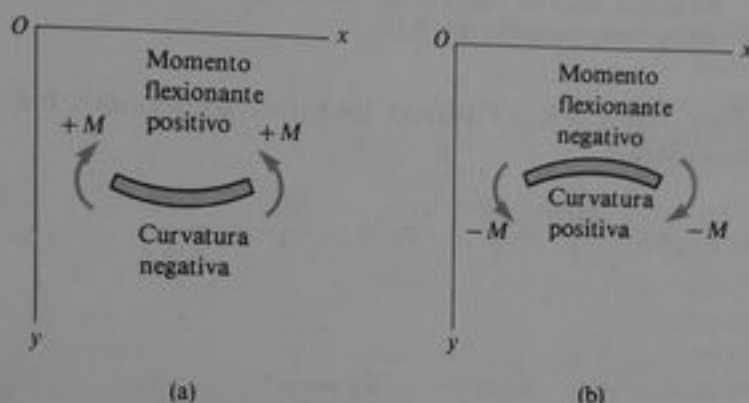 O
x
Momento
flexionante
positivo
+M
+M
Curvatura
negativa
y
(a)
O
x
Momento
flexionante
negativo
Curvatura
positiva
−M
−M
y
(b)